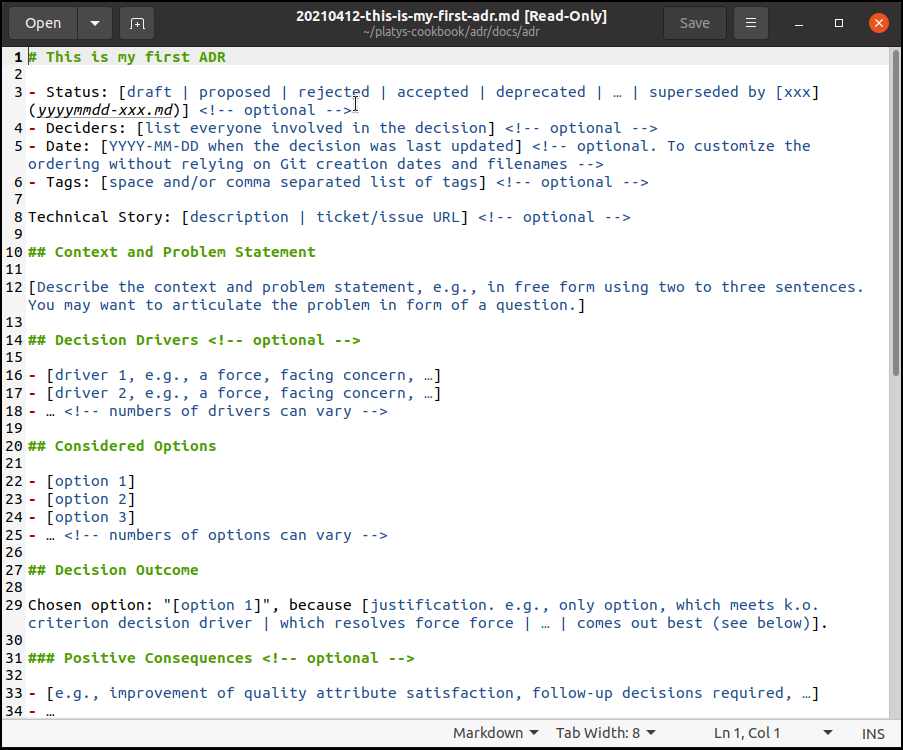 Open
20210412-this-is-my-first-adr.md [Read-Only]
~/platys-cookbook/adr/docs/adr
Save
1 # This is my first ADR
2
3 - Status: [draft | proposed | rejected | accepted | deprecated | … | superseded by [xxx]
(yyyymmdd-xxx.md)] <!-- optional -->
4 - Deciders: [list everyone involved in the decision] <!-- optional -->
5 - Date: [YYYY-MM-DD when the decision was last updated] <!-- optional. To customize the
ordering without relying on Git creation dates and filenames -->
6 - Tags: [space and/or comma separated list of tags] <!-- optional -->
7
8 Technical Story: [description | ticket/issue URL] <!-- optional -->
9
10 ## Context and Problem Statement
11
12 [Describe the context and problem statement, e.g., in free form using two to three sentences.
You may want to articulate the problem in form of a question.]
13
14 ## Decision Drivers <!-- optional -->
15
16 - [driver 1, e.g., a force, facing concern, …]
17 - [driver 2, e.g., a force, facing concern, …]
18 - … <!-- numbers of drivers can vary -->
19
20 ## Considered Options
21
22 - [option 1]
23 - [option 2]
24 - [option 3]
25 - … <!-- numbers of options can vary -->
26
27 ## Decision Outcome
28
29 Chosen option: "[option 1]", because [justification. e.g., only option, which meets k.o.
criterion decision driver | which resolves force force | … | comes out best (see below)].
30
31 ### Positive Consequences <!-- optional -->
32
33 - [e.g., improvement of quality attribute satisfaction, follow-up decisions required, …]
34 - …
Markdown Tab Width: 8 Ln 1, Col 1 INS